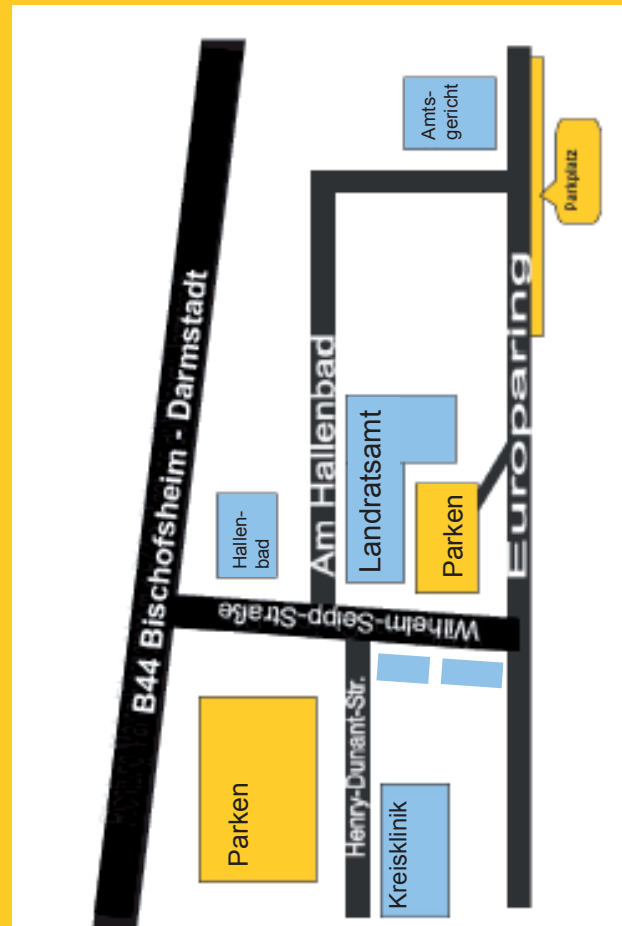 B44 Bischofsheim - Darmstadt
Hallen-
bad
Am Hallenbad
Landratsamt
Parken
Amts-
gericht
Parkplatz
Europaring
Wilhelm-Seipp-Straße
Parken
Henry-Dunant-Str.
Kreisklinik